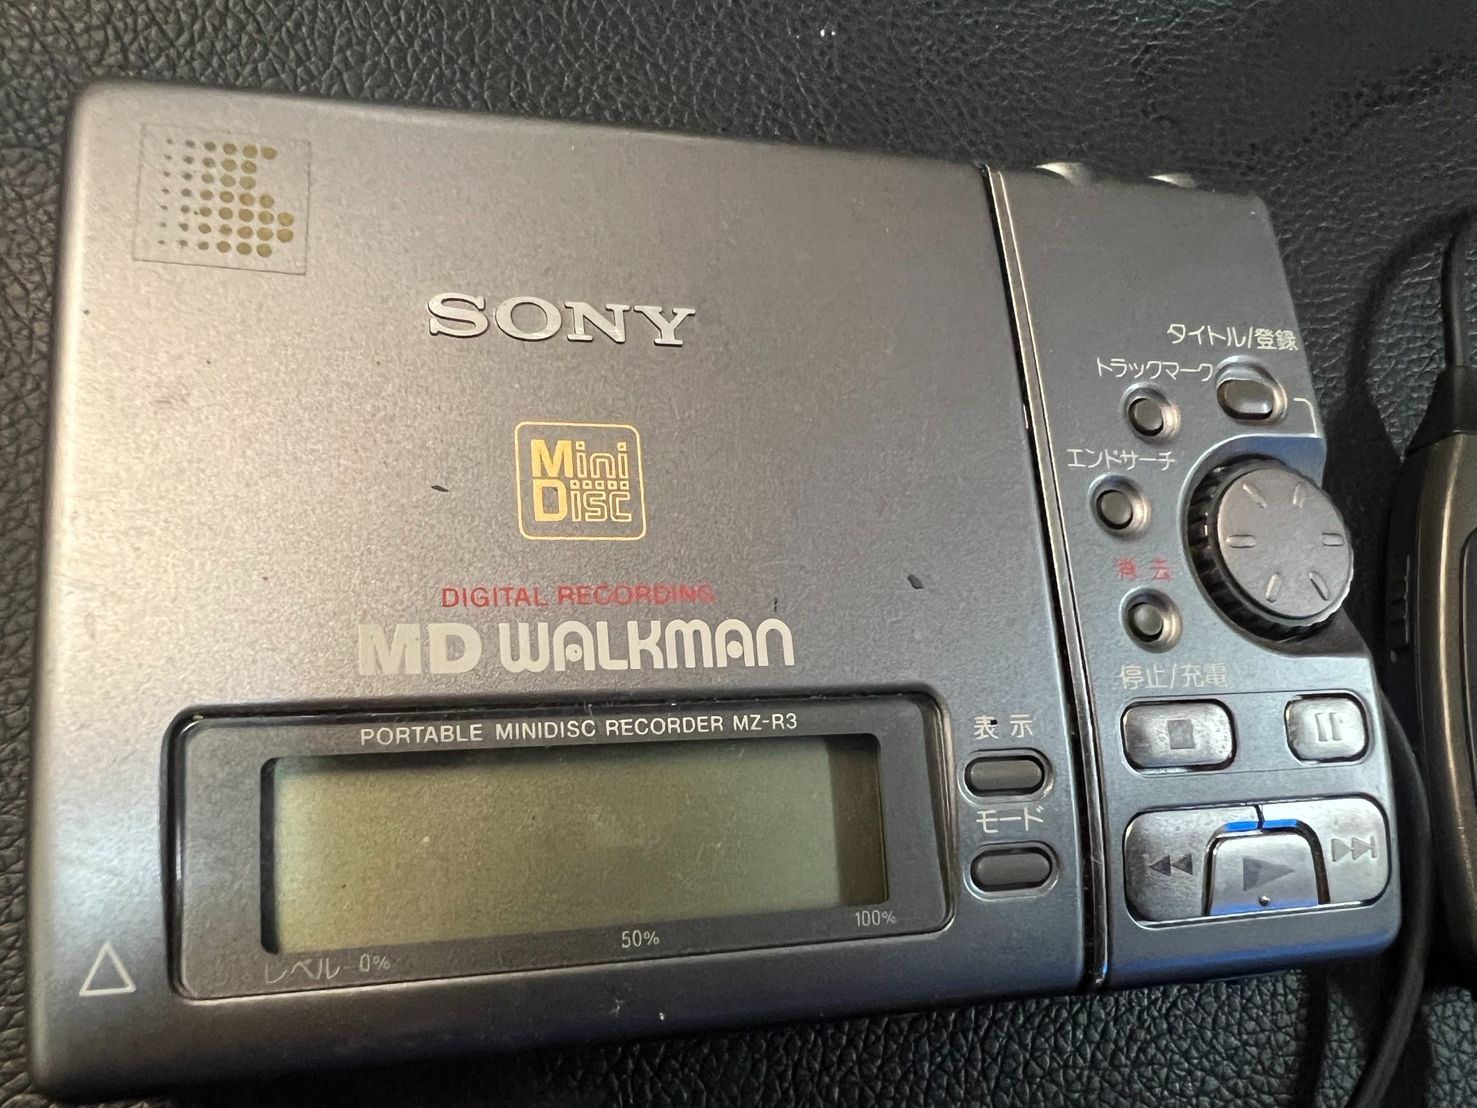 SONY
Mini
Disc
DIGITAL RECORDING
MD WALKMAN
PORTABLE MINIDISC RECORDER MZ-R3
レベル 0%
50%
100%
表示
モード
タイトル/登録
トラックマーク
エンドサーチ
消去
停止/充電